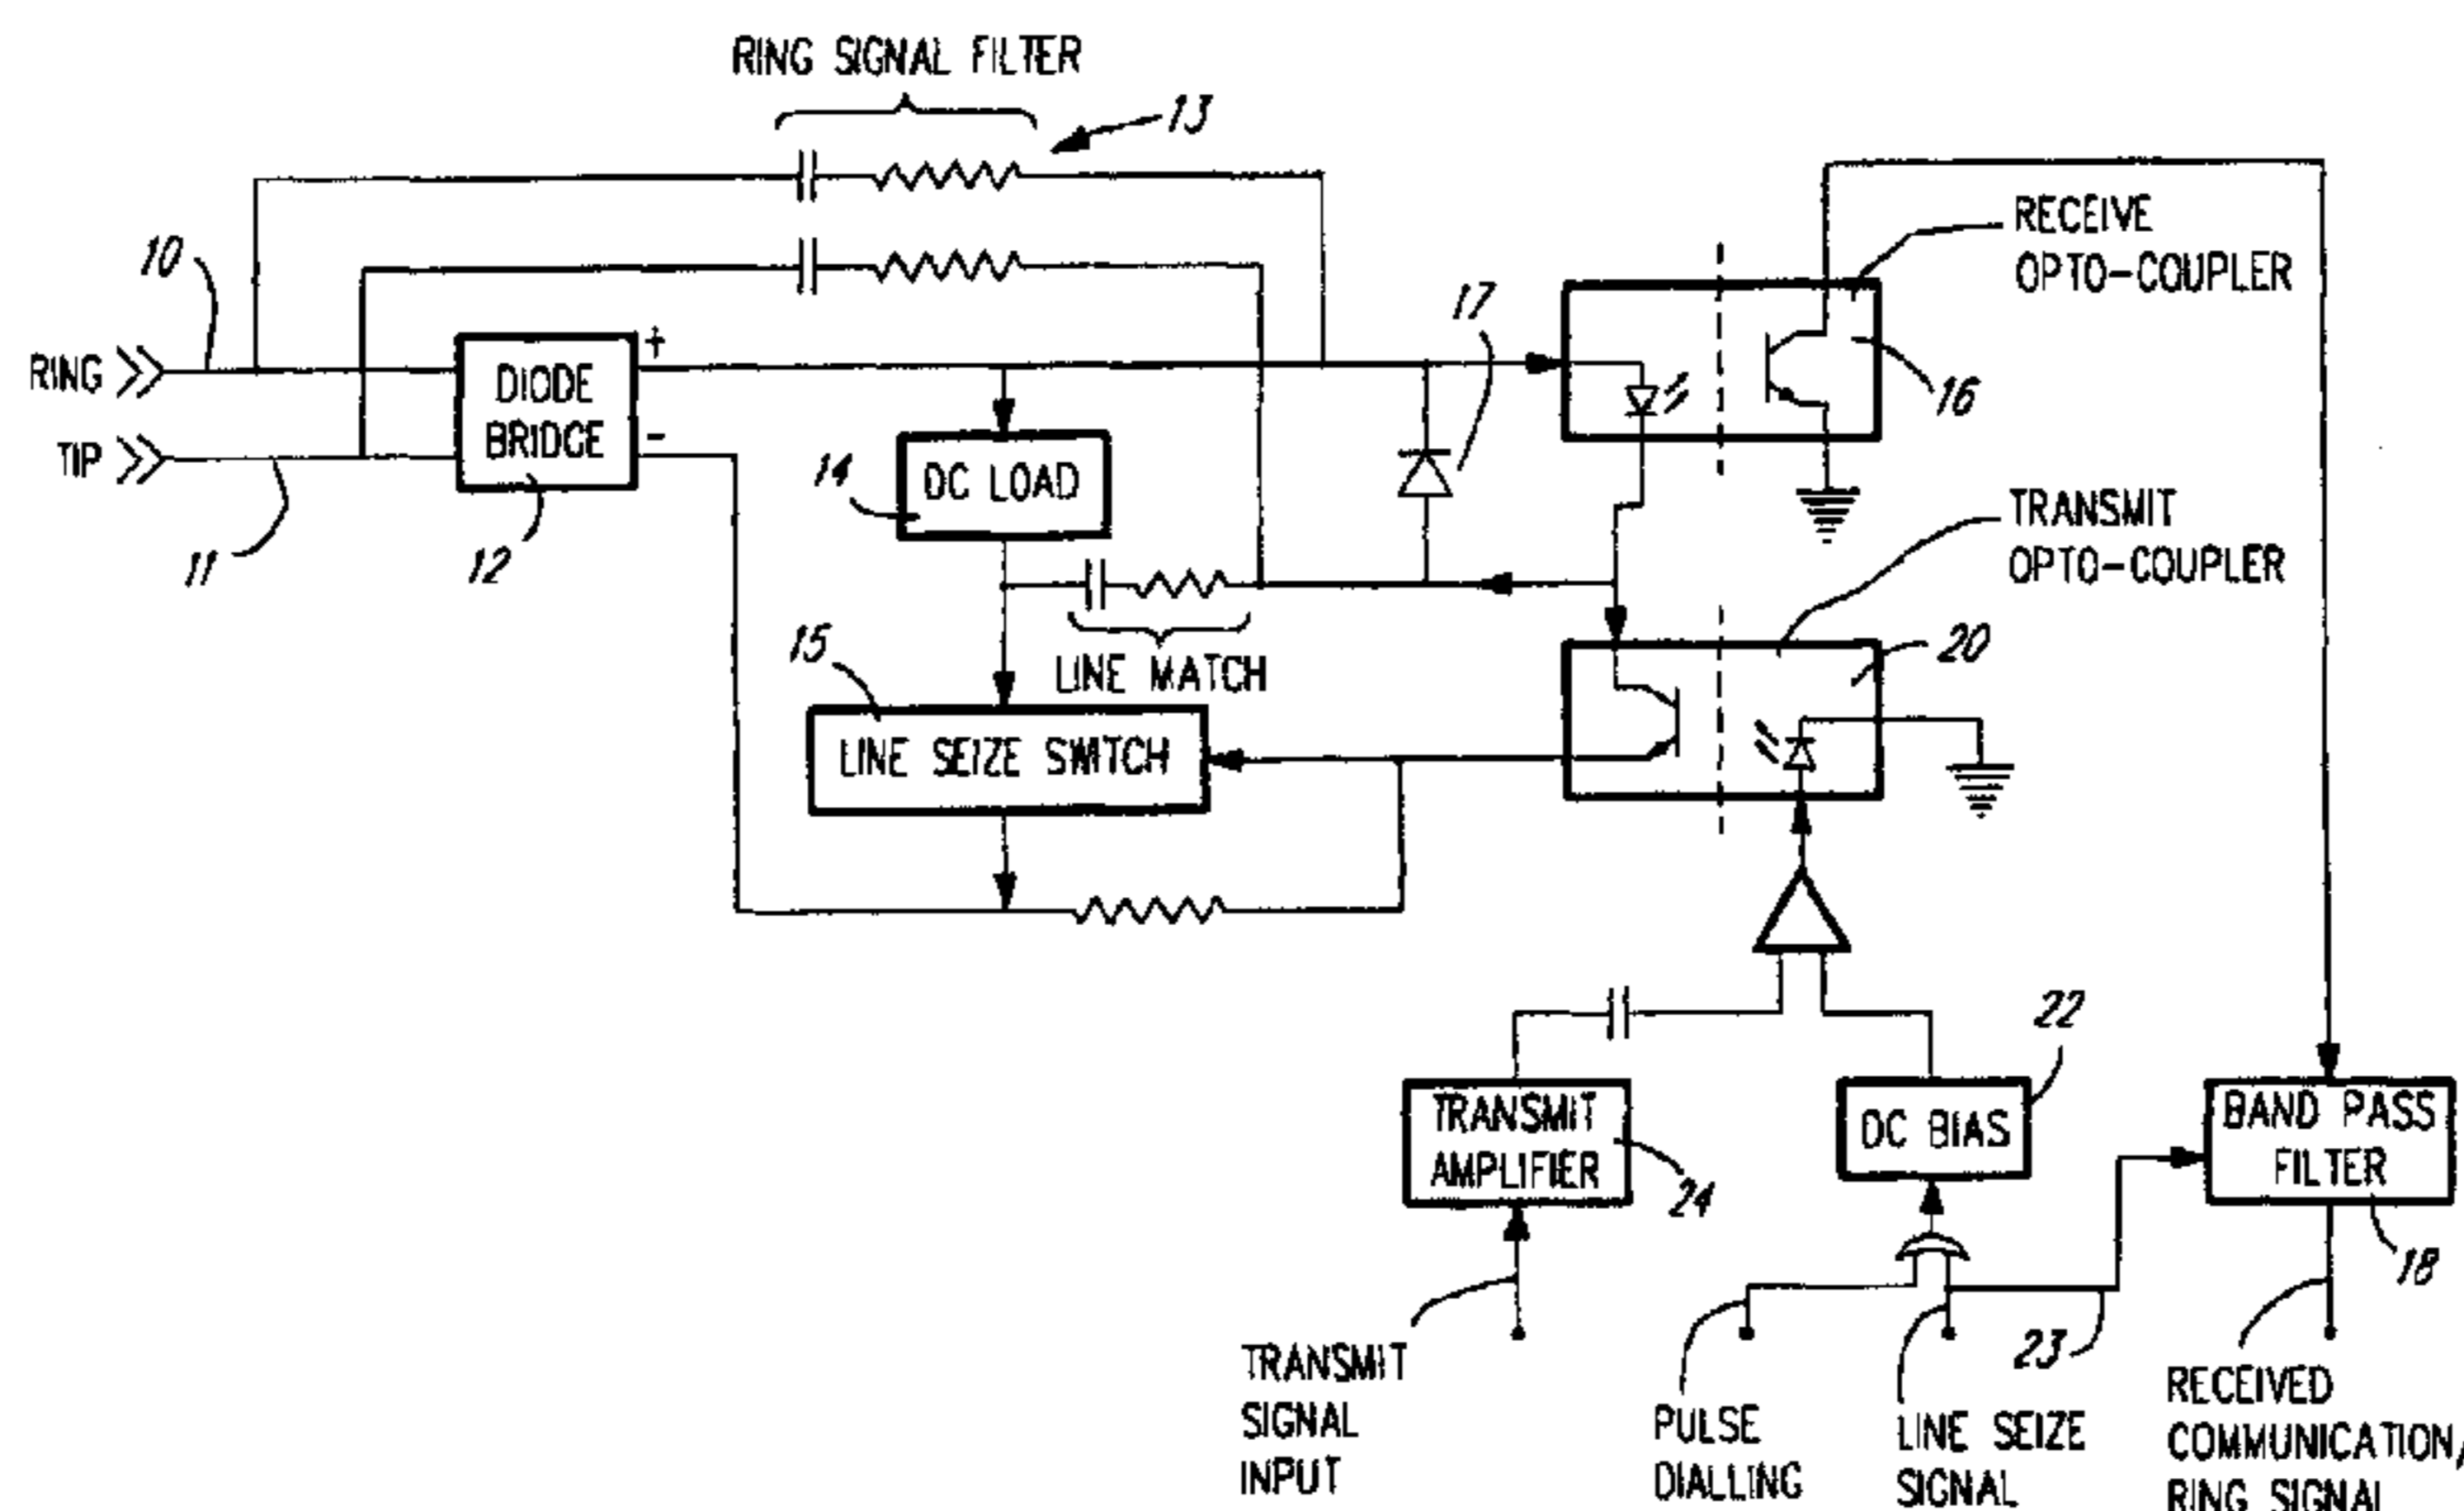 RING SIGNAL FILTER
13
RECEIVE
OPTO-COUPLER
10
17
RING
+
DIODE
BRIDGE
16
TIP
-
14
DC LOAD
TRANSMIT
OPTO-COUPLER
11
12
15
LINE MATCH
20
LINE SEIZE SWITCH
22
TRANSMIT
AMPLIFIER
DC BIAS
BAND PASS
FILTER
24
18
23
TRANSMIT
SIGNAL
INPUT
PULSE
DIALLING
LINE SEIZE
SIGNAL
RECEIVED
COMMUNICATION,
RING SIGNAL